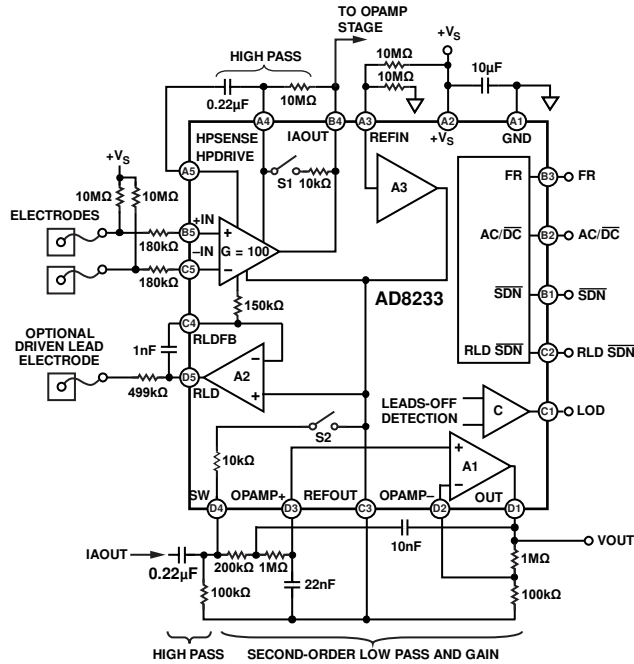 TO OPAMP
STAGE
+VS
HIGH PASS
10MΩ
10MΩ
10µF
0.22µF
10MΩ
A4
B4
A3
A2
A1
HPSENSE
IAOUT
REFIN
+VS
GND
HPDRIVE
A5
S1
10kΩ
A3
FR
B3
FR
+VS
10MΩ
10MΩ
ELECTRODES
B5
+IN
180kΩ
+
G = 100
AC/DC
B2
AC/DC
C5
–IN
–
180kΩ
150kΩ
AD8233
SDN
B1
SDN
OPTIONAL
DRIVEN LEAD
ELECTRODE
C4
RLDFB
1nF
RLD SDN
C2
RLD SDN
–
A2
+
D5
RLD
499kΩ
LEADS-OFF
DETECTION
C
C1
LOD
S2
10kΩ
+
A1
–
SW
OPAMP+
REFOUT
OPAMP–
OUT
D4
D3
C3
D2
D1
10nF
VOUT
IAOUT
0.22µF
200kΩ
1MΩ
1MΩ
100kΩ
22nF
100kΩ
HIGH PASS
SECOND-ORDER LOW PASS AND GAIN